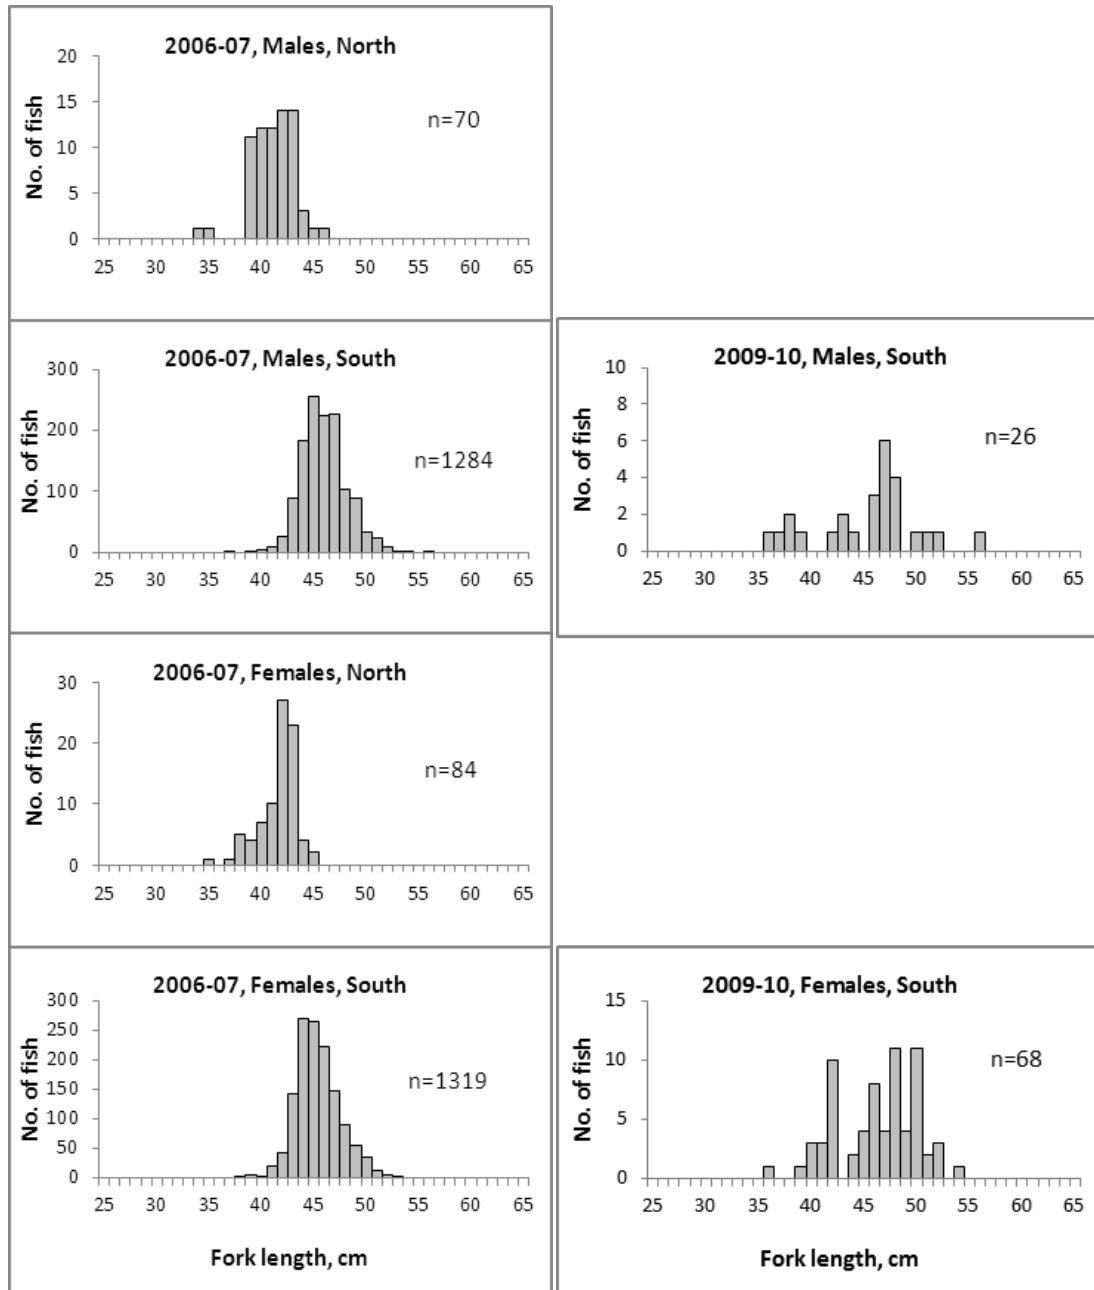 2006-07, Males, North
No. of fish
20
15
10
5
0
n=70
25 30 35 40 45 50 55 60 65
2006-07, Males, South
No. of fish
300
200
100
0
n=1284
25 30 35 40 45 50 55 60 65
2009-10, Males, South
No. of fish
10
8
6
4
2
0
n=26
25 30 35 40 45 50 55 60 65
2006-07, Females, North
No. of fish
30
20
10
0
n=84
25 30 35 40 45 50 55 60 65
2006-07, Females, South
No. of fish
300
250
200
150
100
50
0
n=1319
25 30 35 40 45 50 55 60 65
Fork length, cm
2009-10, Females, South
No. of fish
15
10
5
0
n=68
25 30 35 40 45 50 55 60 65
Fork length, cm